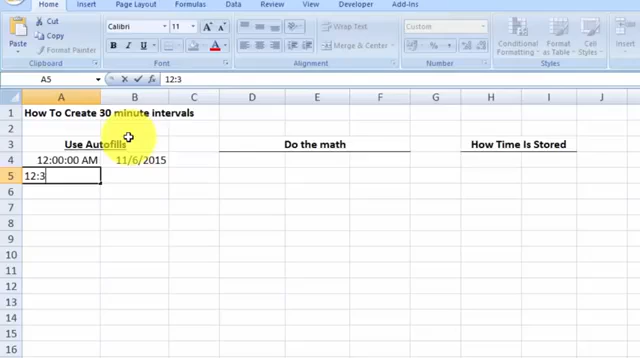 Home Insert Page Layout Formulas Data Review View Developer Add-Ins
Cut
Copy
Format Painter
Paste
Calibri 11
B I U
Wrap Text
Merge & Center
General
$ % ,
Conditional Formatting
Format as Table
Cell Styles
Insert
Clipboard Font Alignment Number Styles
A5 fx 12:3
A B C D E F G H I J
1 How To Create 30 minute intervals
2
3 Use Autofills Do the math How Time Is Stored
4 12:00:00 AM 11/6/2015
5 12:3
6
7
8
9
10
11
12
13
14
15
16